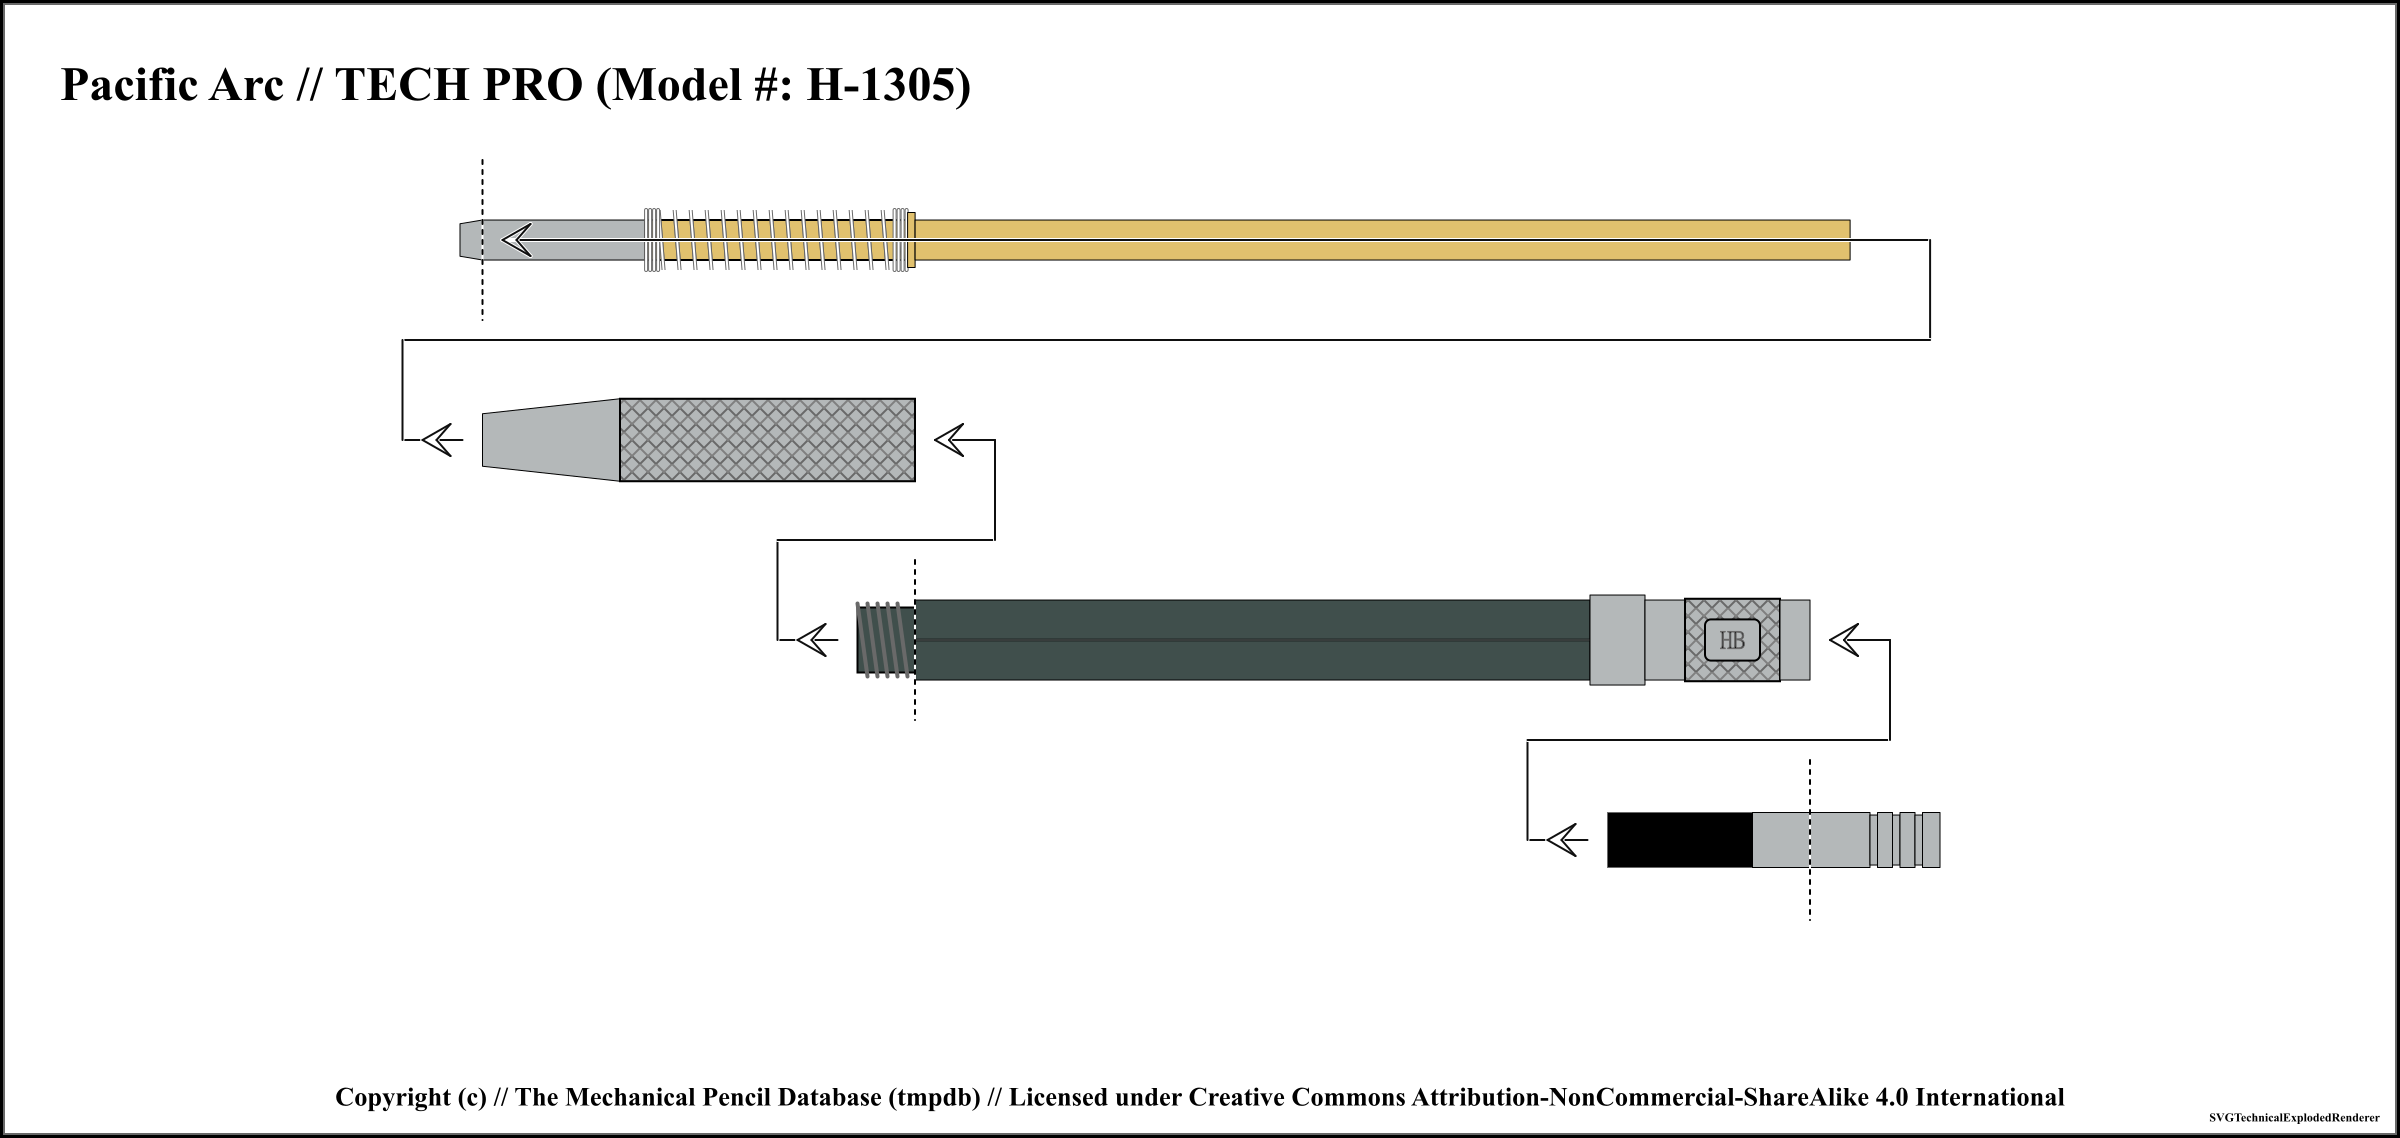 Pacific Arc // TECH PRO (Model #: H-1305)
HB
Copyright (c) // The Mechanical Pencil Database (tmpdb) // Licensed under Creative Commons Attribution-NonCommercial-ShareAlike 4.0 International
SVGTechnicalExplodedRenderer